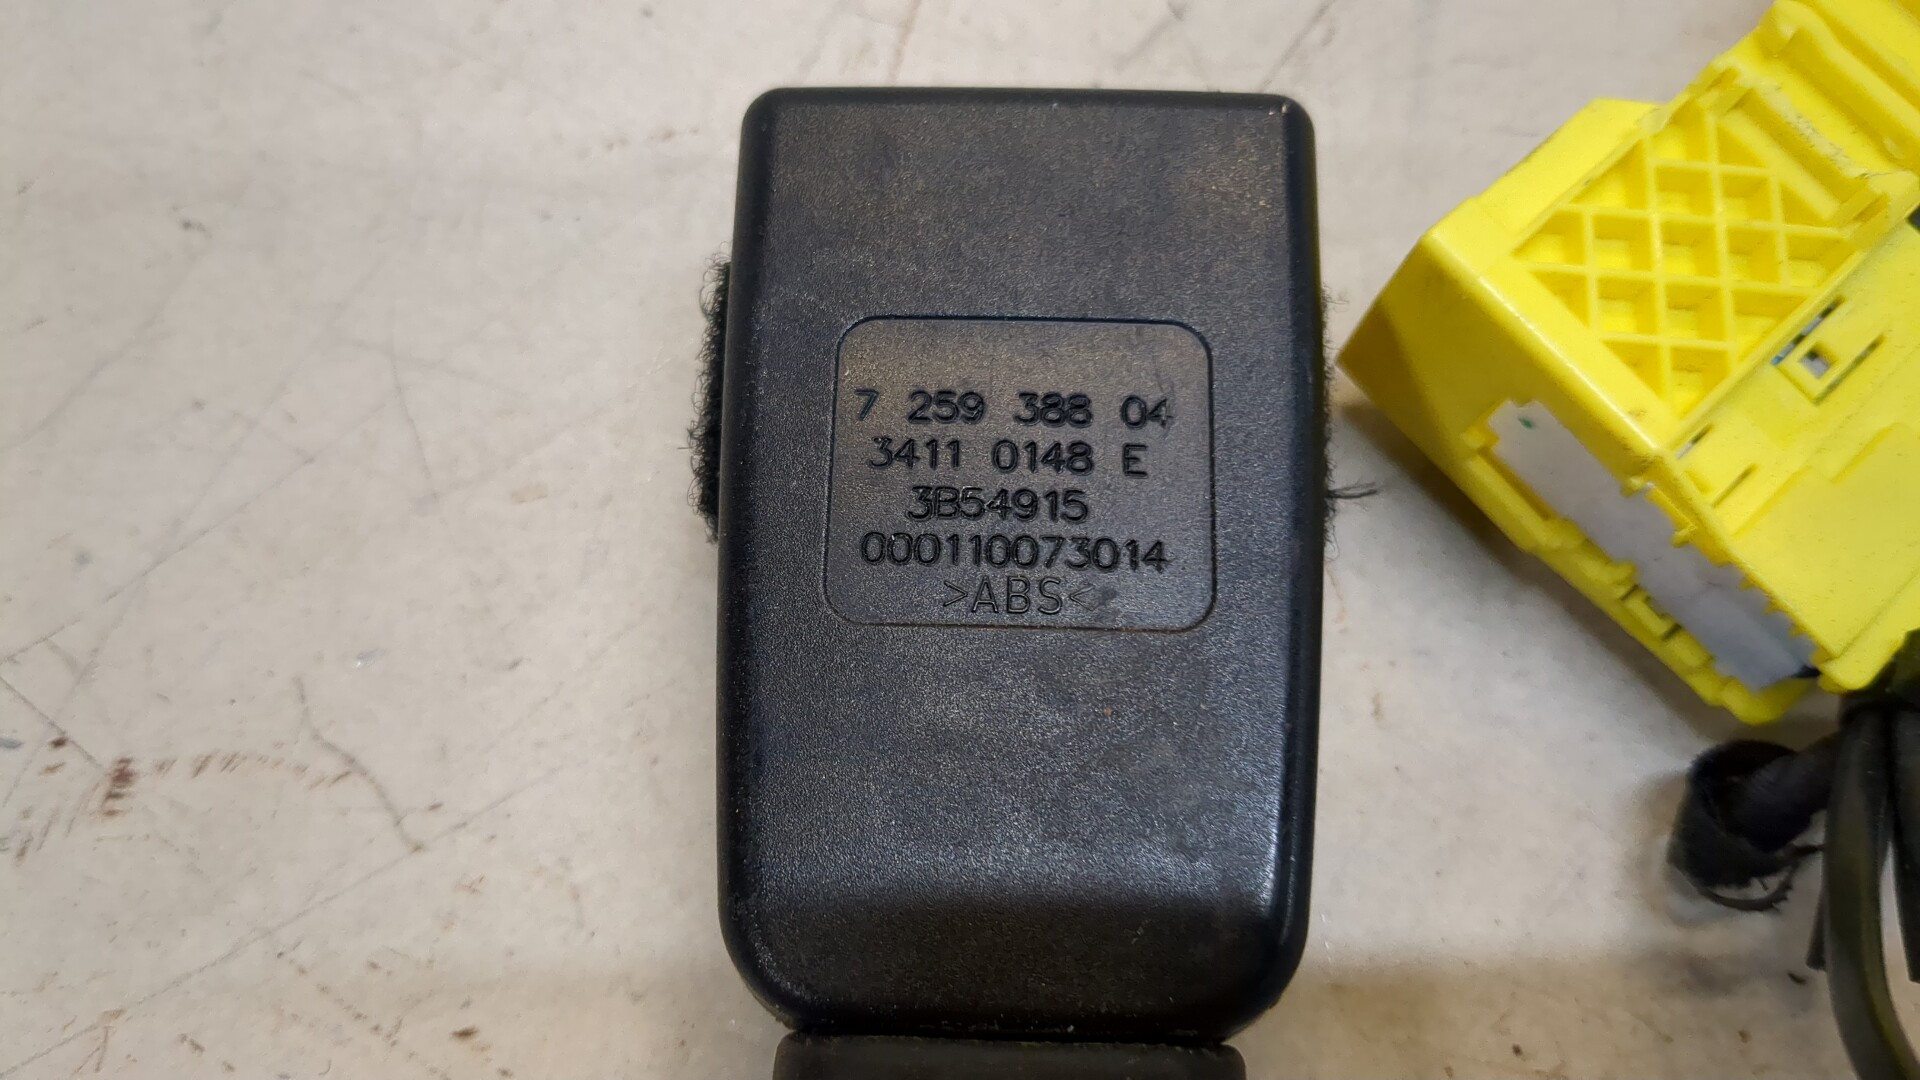 7 259 388 04
3411 0148 E
3B54915
000110073014
>ABS<